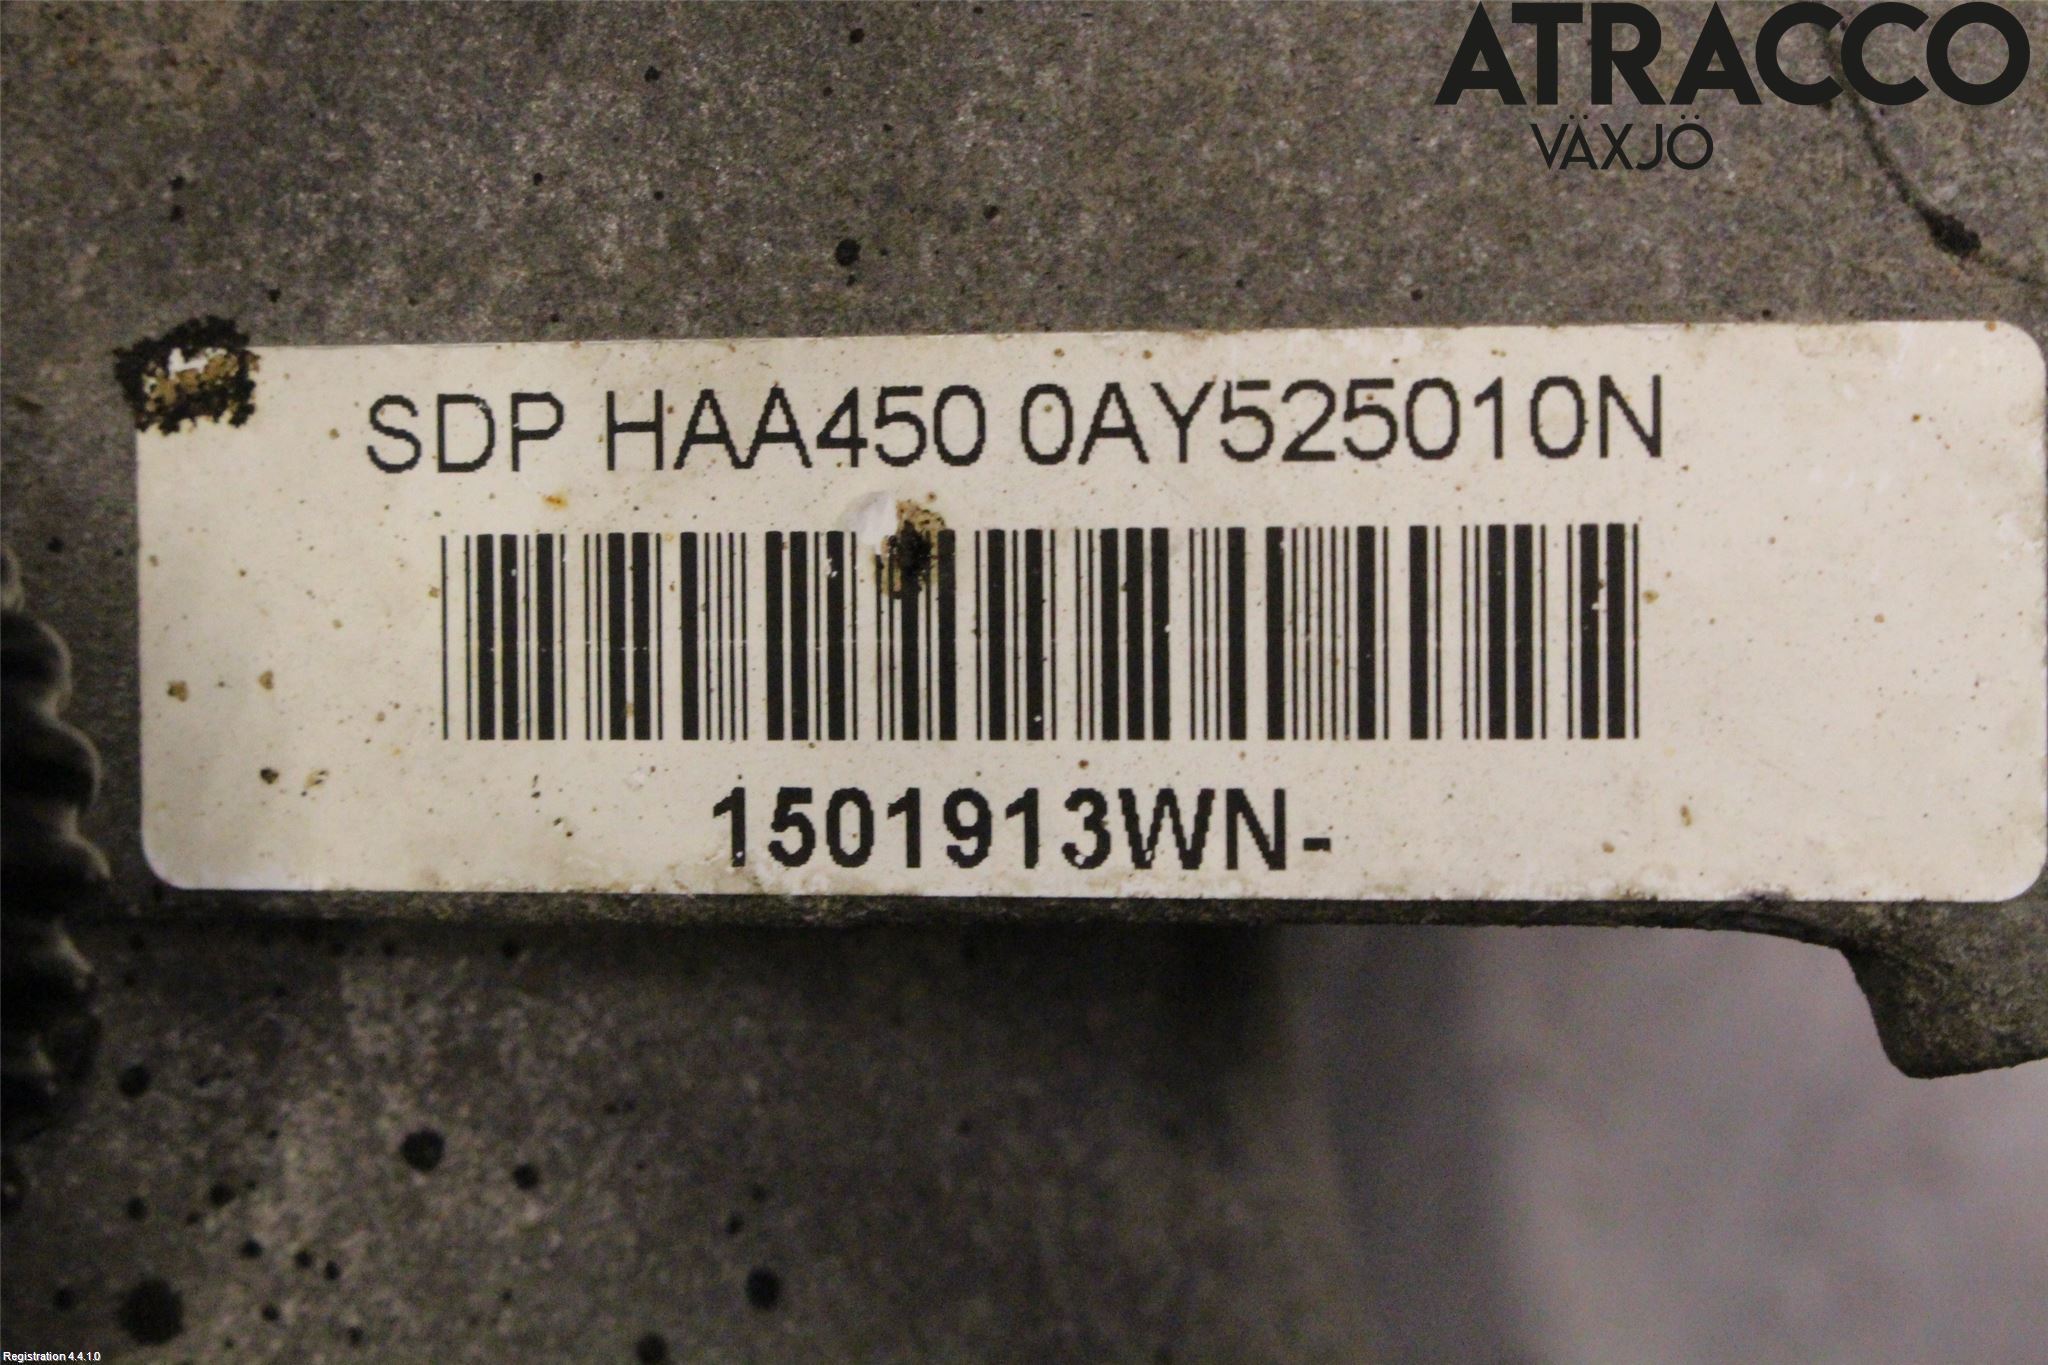 ATRACCO
VÄXJÖ
SDP HAA450 0AY525010N
1501913WN-
Registration 4.4.1.0